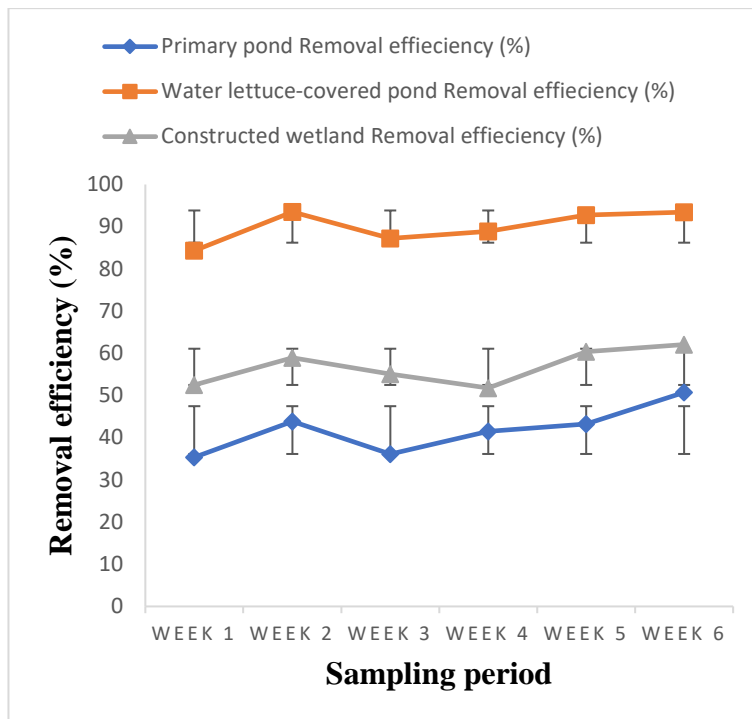 Primary pond Removal effieciency (%)
Water lettuce-covered pond Removal effieciency (%)
Constructed wetland Removal effieciency (%)
Removal efficiency (%)
100
90
80
70
60
50
40
30
20
10
0
WEEK 1 WEEK 2 WEEK 3 WEEK 4 WEEK 5 WEEK 6
Sampling period